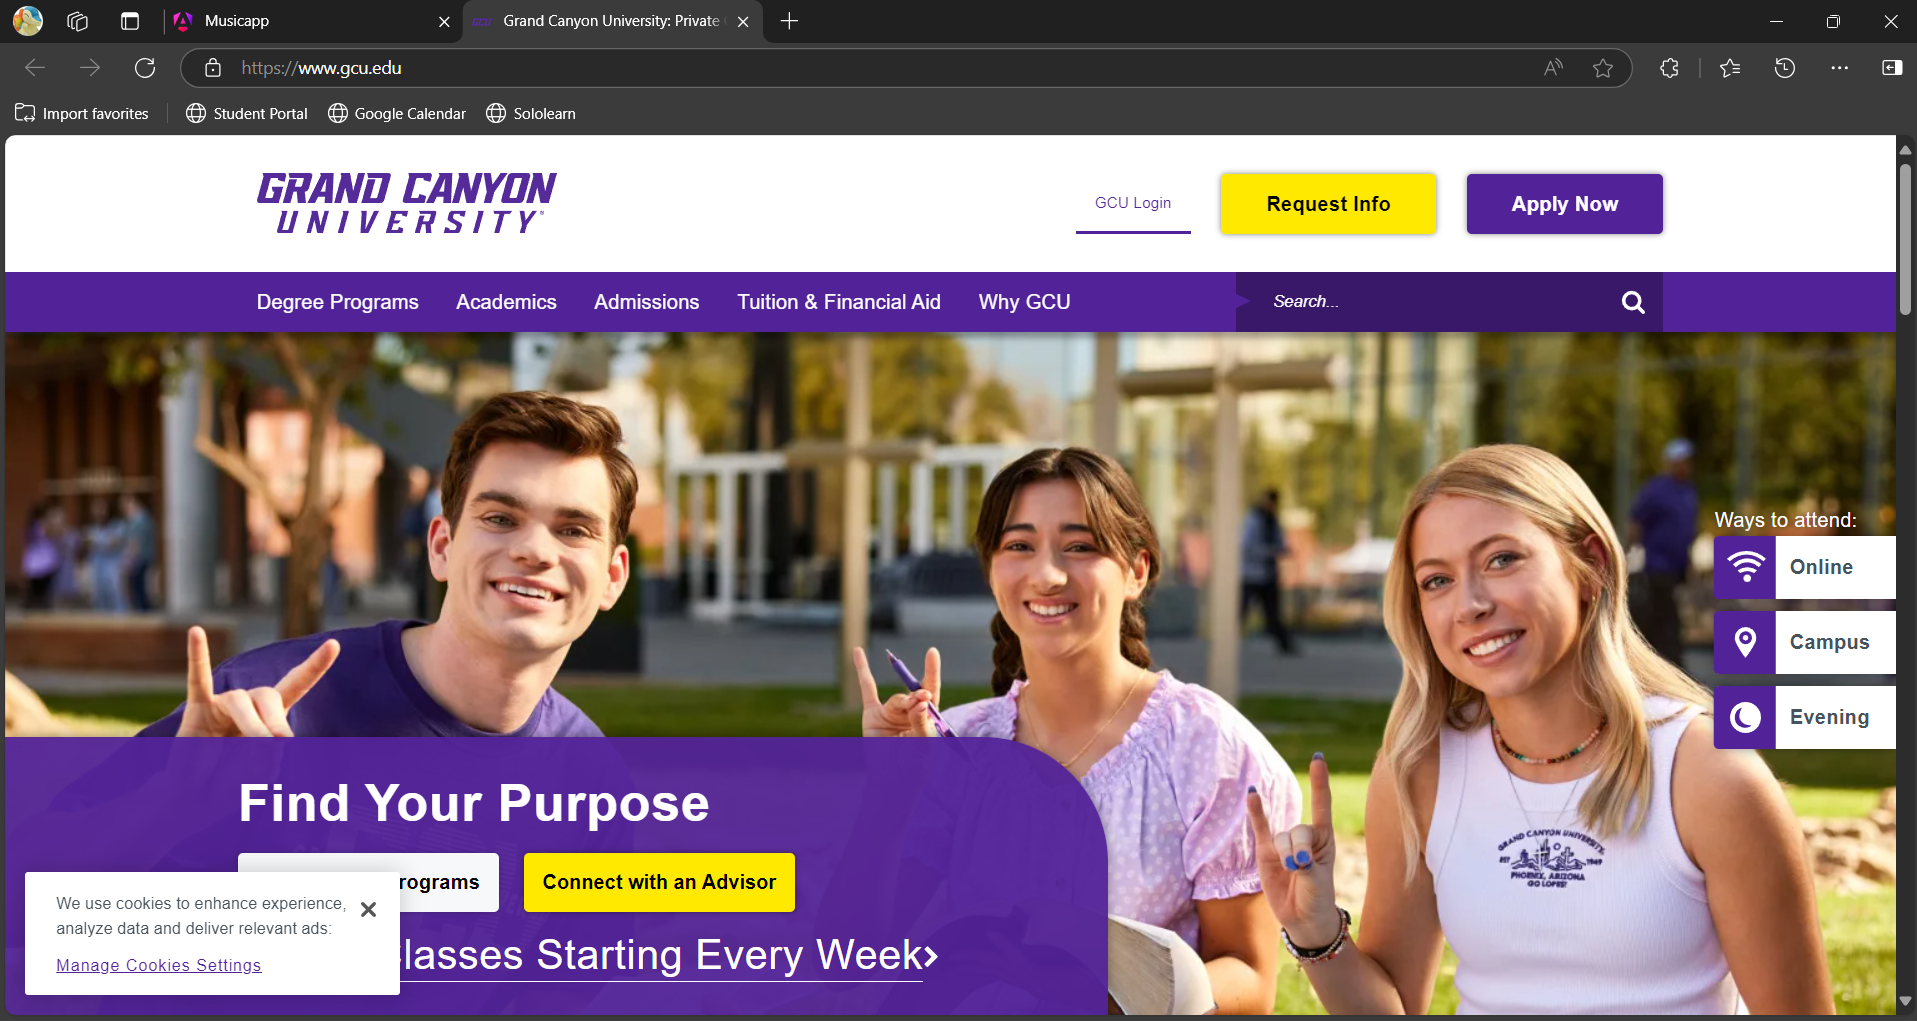 Musicapp
Grand Canyon University: Private
https://www.gcu.edu
Import favorites
Student Portal
Google Calendar
Sololearn
GRAND CANYON
UNIVERSITY
GCU Login
Request Info
Apply Now
Degree Programs
Academics
Admissions
Tuition & Financial Aid
Why GCU
Search...
Ways to attend:
Online
Campus
Evening
Find Your Purpose
rograms
Connect with an Advisor
lasses Starting Every Week
We use cookies to enhance experience,
analyze data and deliver relevant ads:
Manage Cookies Settings
GRAND CANYON UNIVERSITY
EST 1949
PHOENIX, ARIZONA
GO LOPES!